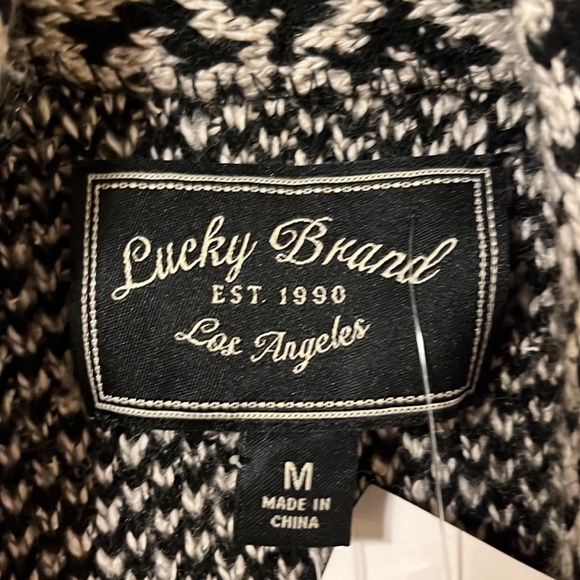 Lucky Brand
EST. 1990
Los Angeles
M
MADE IN
CHINA